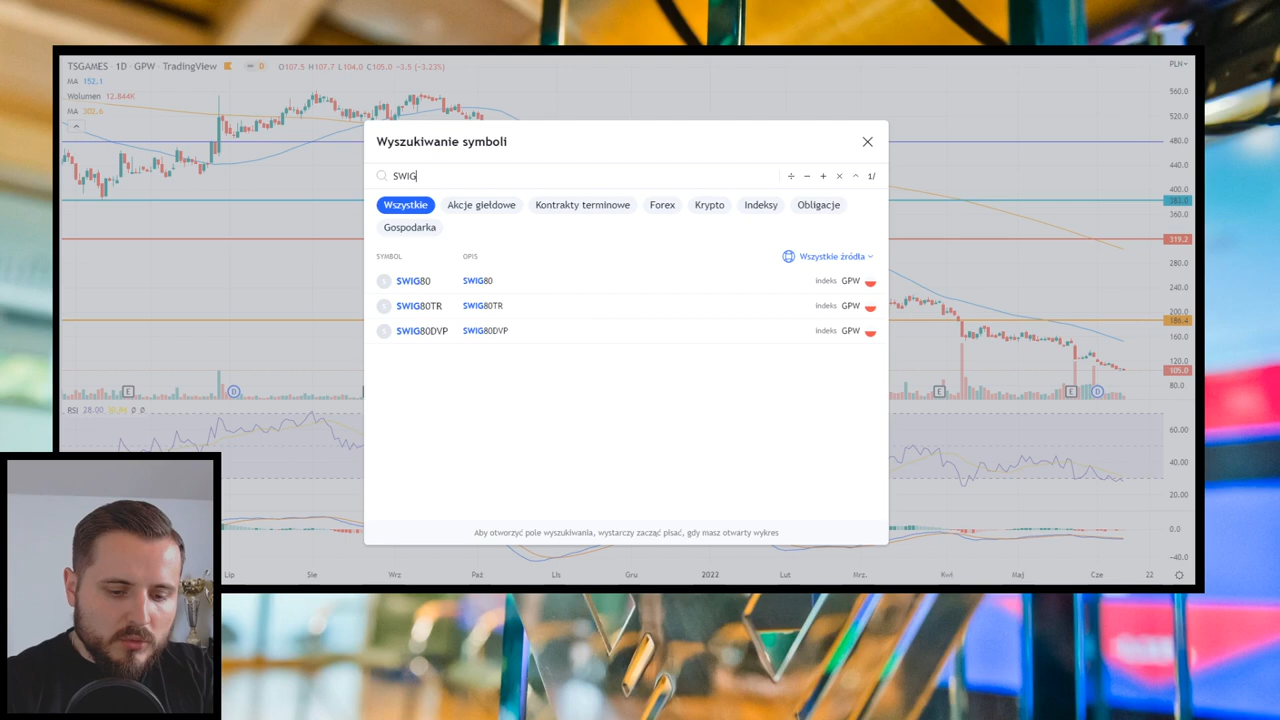 TSGAMES · 1D · GPW · TradingView D O107.5 H107.7 L104.0 C105.0 −3.5 (−3.23%)
PLN
MA 152.1
Wolumen 12.844K
MA 302.6
560.0
520.0
480.0
440.0
400.0
383.0
360.0
319.2
280.0
240.0
200.0
186.4
160.0
120.0
105.0
80.0
Wyszukiwanie symboli
SWIG
÷ − + × 1/
Wszystkie Akcje giełdowe Kontrakty terminowe Forex Krypto Indeksy Obligacje
Gospodarka
SYMBOL OPIS Wszystkie źródła
S SWIG80 SWIG80 indeks GPW
S SWIG80TR SWIG80TR indeks GPW
S SWIG80DVP SWIG80DVP indeks GPW
E D E E D
RSI 28.00
60.00
40.00
20.00
Aby otworzyć pole wyszukiwania, wystarczy zacząć pisać, gdy masz otwarty wykres
0.0
−40.0
Lip Sie Wrz Paź Lis Gru 2022 Lut Mrz. Kwi Maj Cze 22